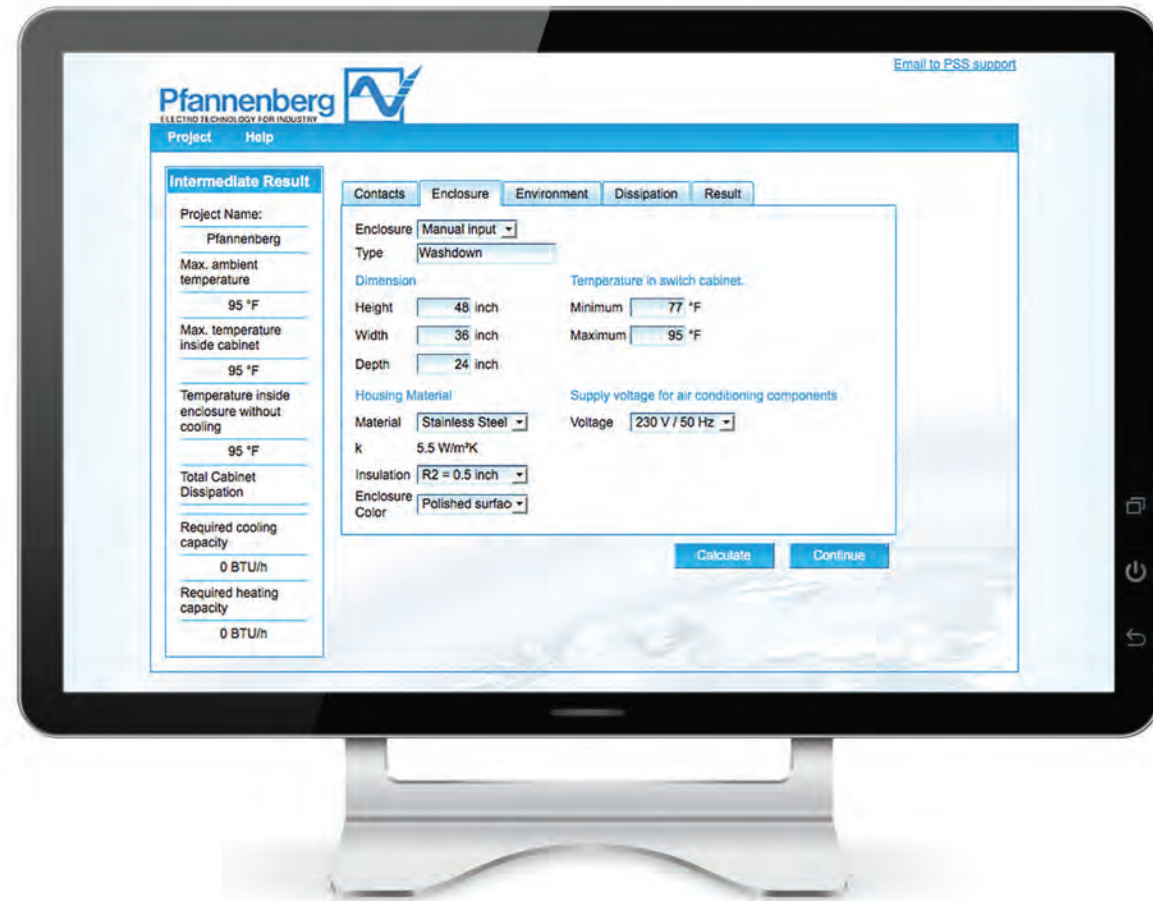 Email to PSS support
Pfannenberg
ELECTRO TECHNOLOGY FOR INDUSTRY
Project Help
Intermediate Result
Project Name:
Pfannenberg
Max. ambient
temperature
95 °F
Max. temperature
inside cabinet
95 °F
Temperature inside
enclosure without
cooling
95 °F
Total Cabinet
Dissipation
Required cooling
capacity
0 BTU/h
Required heating
capacity
0 BTU/h
Contacts Enclosure Environment Dissipation Result
Enclosure Manual input
Type Washdown
Dimension Temperature in switch cabinet.
Height 48 inch Minimum 77 °F
Width 36 inch Maximum 95 °F
Depth 24 inch
Housing Material Supply voltage for air conditioning components
Material Stainless Steel Voltage 230 V / 50 Hz
k 5.5 W/m²K
Insulation R2 = 0.5 inch
Enclosure
Color Polished surfac
Calculate Continue